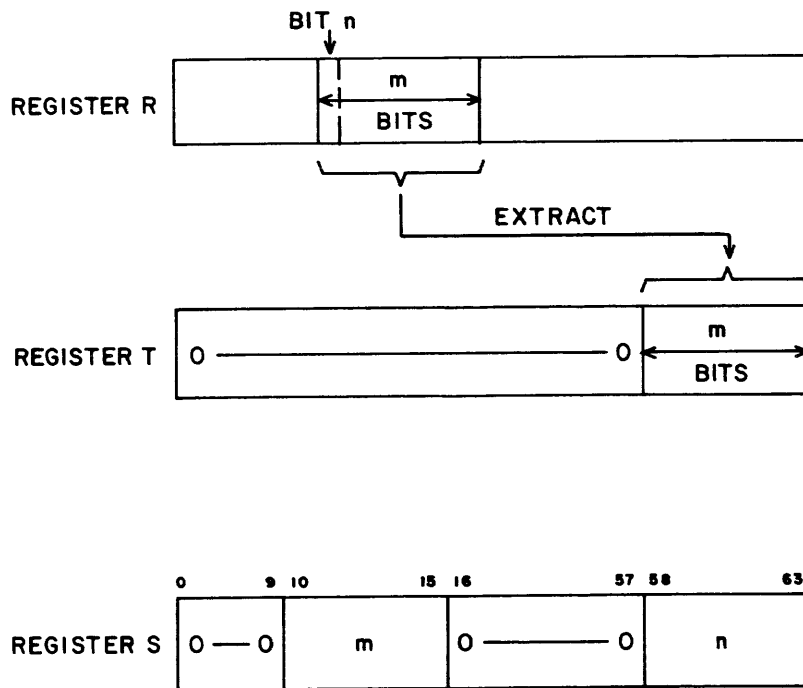 BIT n
REGISTER R
m
BITS
EXTRACT
REGISTER T
0 0
m
BITS
0 9 10 15 16 57 58 63
REGISTER S
0 0 m 0 0 n